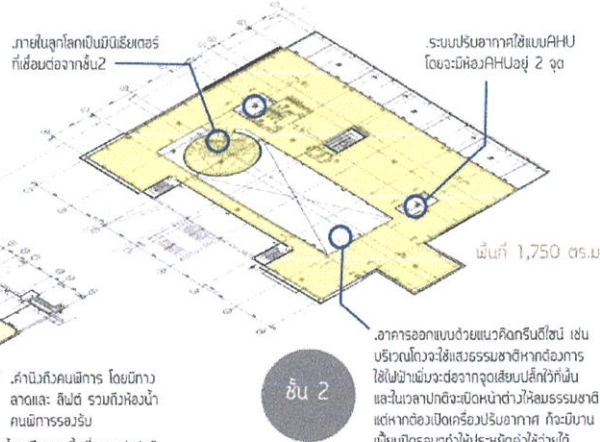 .ภายในลูกโลกเป็นมินิเธียเตอร์
ที่เชื่อมต่อจากชั้น2
.ระบบปรับอากาศใช้แบบAHU
โดยจะมีห้องAHUอยู่ 2 จุด
พื้นที่ 1,750 ตร.ม
.อาคารออกแบบด้วยแนวคิดกรีนดีไซน์ เช่น
บริเวณโถงจะใช้แสงธรรมชาติหากต้องการ
ใช้ไฟฟ้าเพิ่มจะต่อจากจุดเสียบปลั๊กไว้ที่พื้น
และในเวลาปกติจะเปิดหน้าต่างให้ลมธรรมชาติ
แต่หากต้องเปิดเครื่องปรับอากาศ ก็จะมีบาน
.คำนึงถึงคนพิการ โดยมีทาง
ลาดและ ลิฟต์ รวมถึงห้องน้ำ
คนพิการรองรับ
ชั้น 2